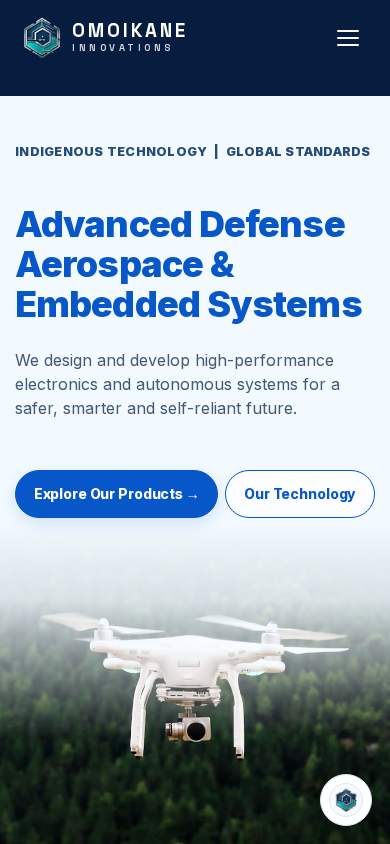 OMOIKANE
INNOVATIONS
INDIGENOUS TECHNOLOGY | GLOBAL STANDARDS
Advanced Defense
Aerospace &
Embedded Systems
We design and develop high-performance
electronics and autonomous systems for a
safer, smarter and self-reliant future.
Explore Our Products →
Our Technology